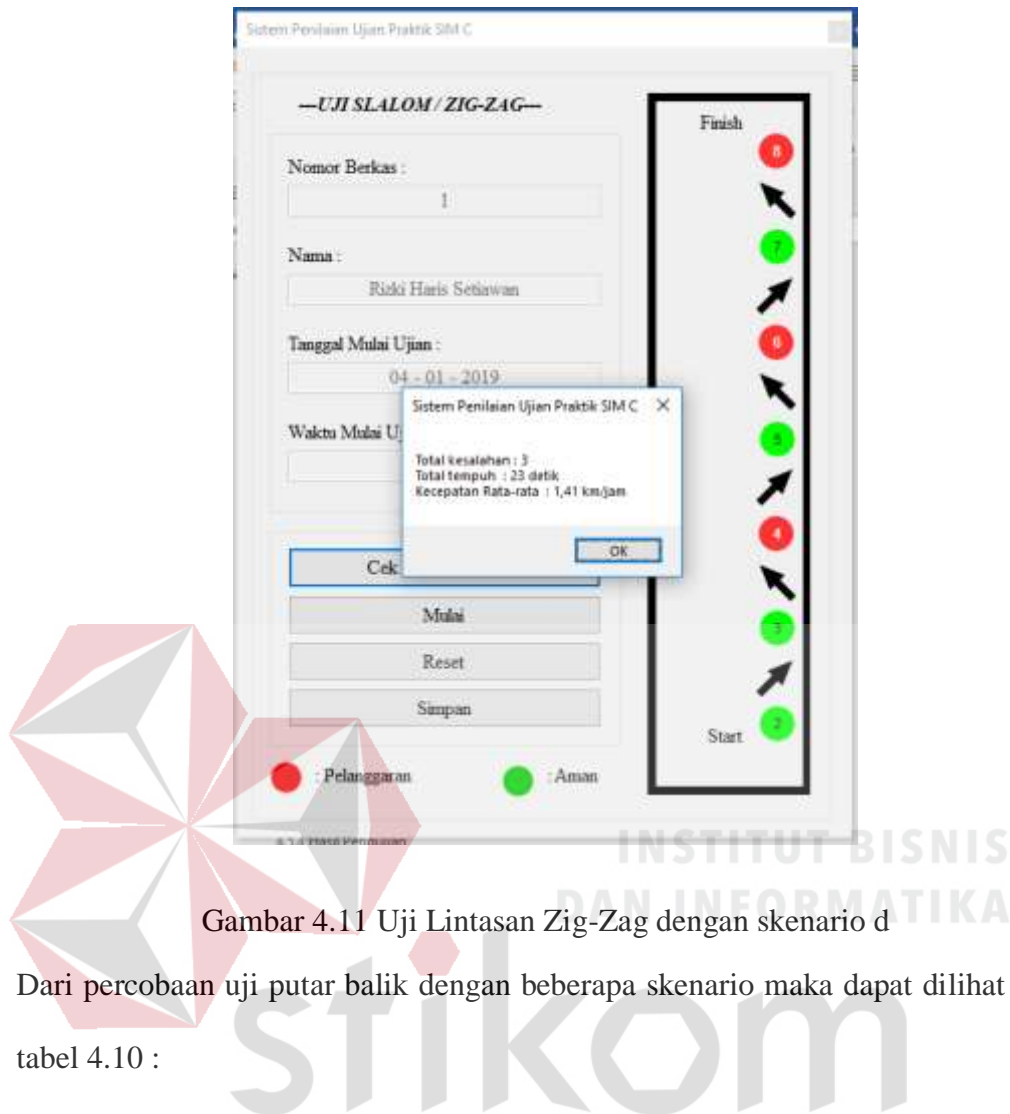 Sistem Penilaian Ujian Praktik SIM C
---UJI SLALOM / ZIG-ZAG---
Nomor Berkas :
1
Nama :
Rizki Haris Setiawan
Tanggal Mulai Ujian :
04 - 01 - 2019
Waktu Mulai Uj
Cek
Mulai
Reset
Simpan
: Pelanggaran
: Aman
Finish
8
7
6
5
4
3
2
Start
Sistem Penilaian Ujian Praktik SIM C
Total kesalahan : 3
Total tempuh : 23 detik
Kecepatan Rata-rata : 1,41 km/jam
OK
INSTITUT BISNIS
DAN INFORMATIKA
stikom
Gambar 4.11 Uji Lintasan Zig-Zag dengan skenario d
Dari percobaan uji putar balik dengan beberapa skenario maka dapat dilihat
tabel 4.10 :